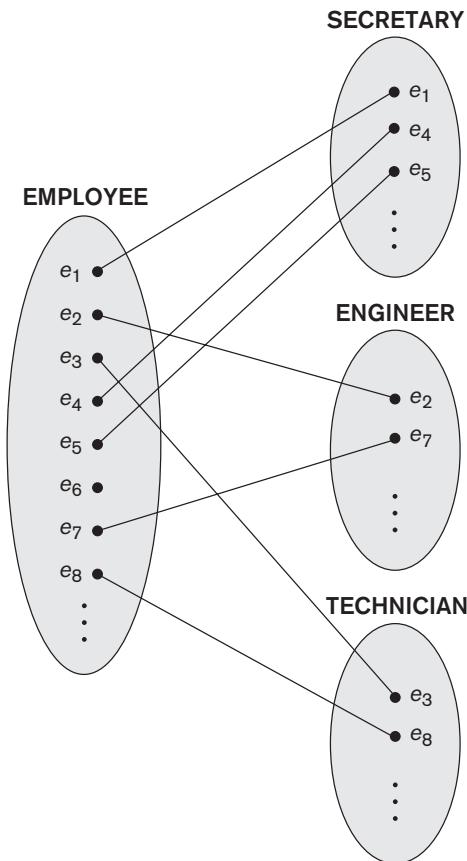 SECRETARY
e1
e4
e5
EMPLOYEE
e1
e2
e3
e4
e5
e6
e7
e8
ENGINEER
e2
e7
TECHNICIAN
e3
e8